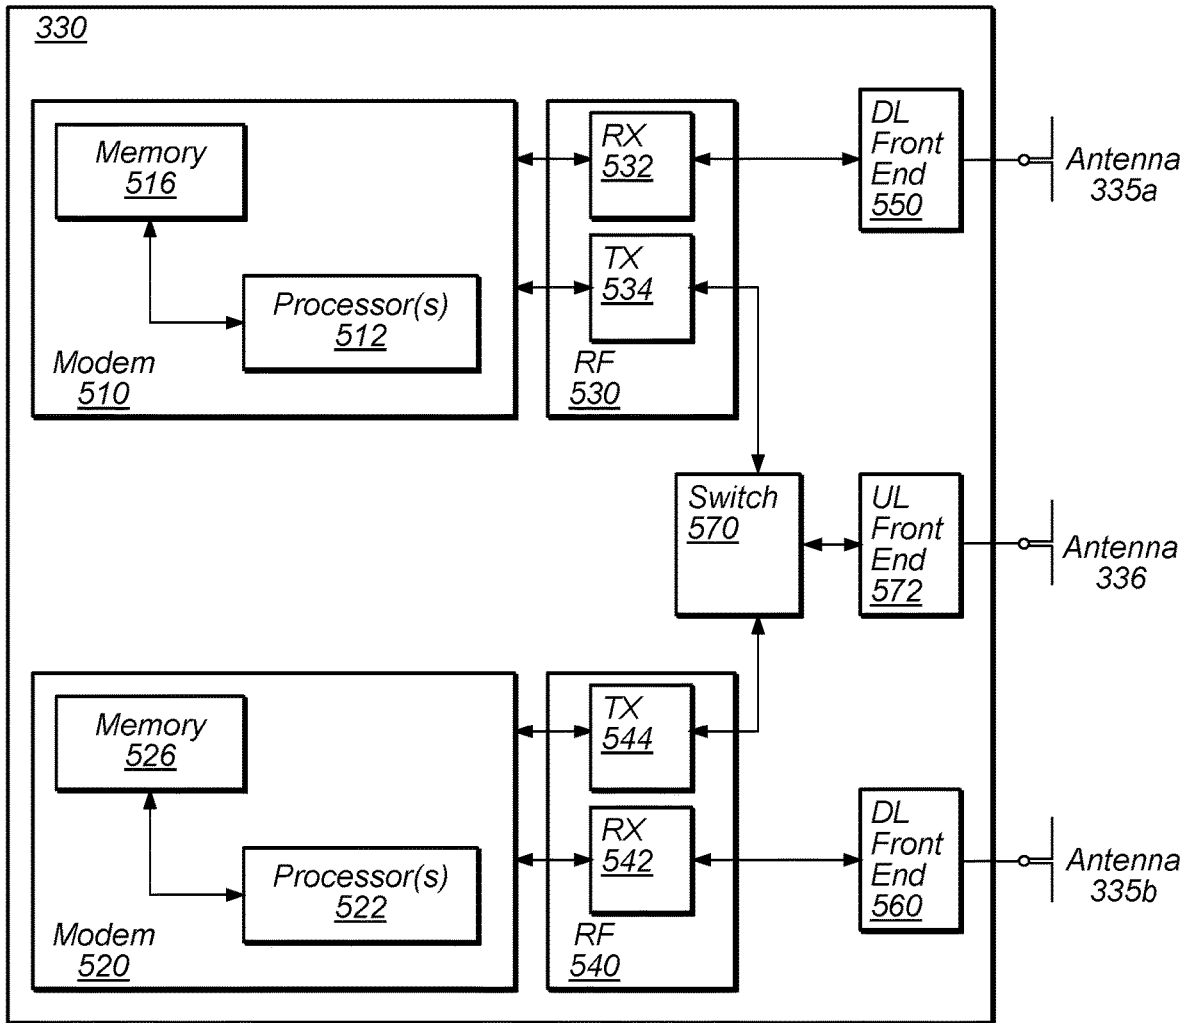 330
Memory
516
Processor(s)
512
Modem
510
RX
532
TX
534
RF
530
DL
Front
End
550
Antenna
335a
Switch
570
UL
Front
End
572
Antenna
336
Memory
526
Processor(s)
522
Modem
520
TX
544
RX
542
RF
540
DL
Front
End
560
Antenna
335b